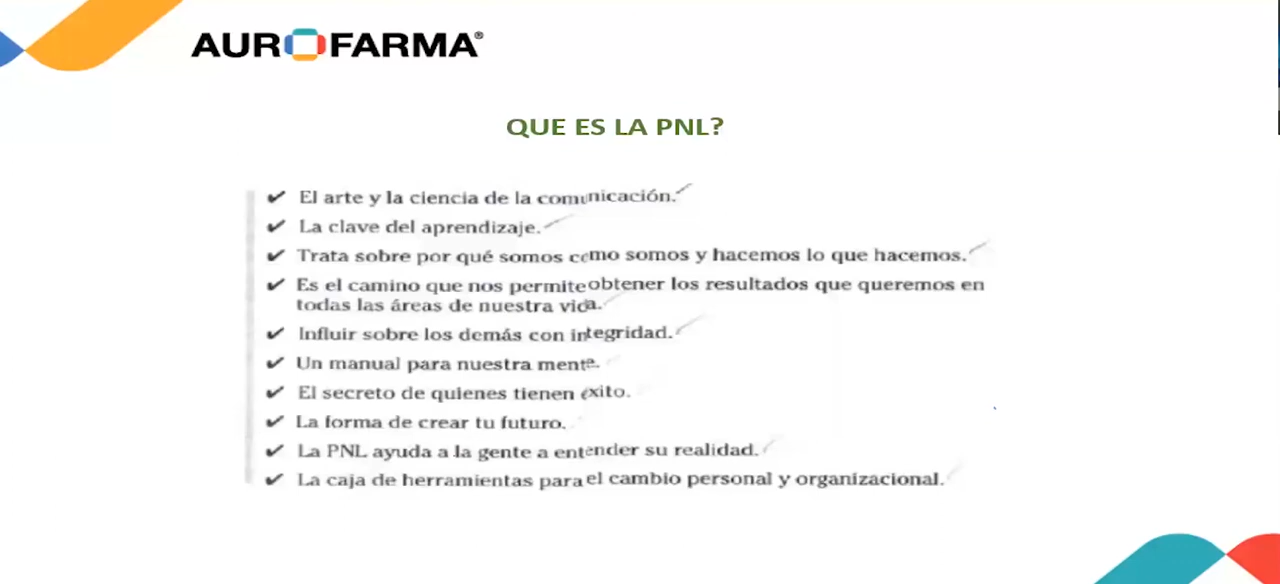 AUROFARMA®
QUE ES LA PNL?
✔ El arte y la ciencia de la comunicación.
✔ La clave del aprendizaje.
✔ Trata sobre por qué somos como somos y hacemos lo que hacemos.
✔ Es el camino que nos permite obtener los resultados que queremos en
todas las áreas de nuestra vida.
✔ Influir sobre los demás con integridad.
✔ Un manual para nuestra mente.
✔ El secreto de quienes tienen éxito.
✔ La forma de crear tu futuro.
✔ La PNL ayuda a la gente a entender su realidad.
✔ La caja de herramientas para el cambio personal y organizacional.